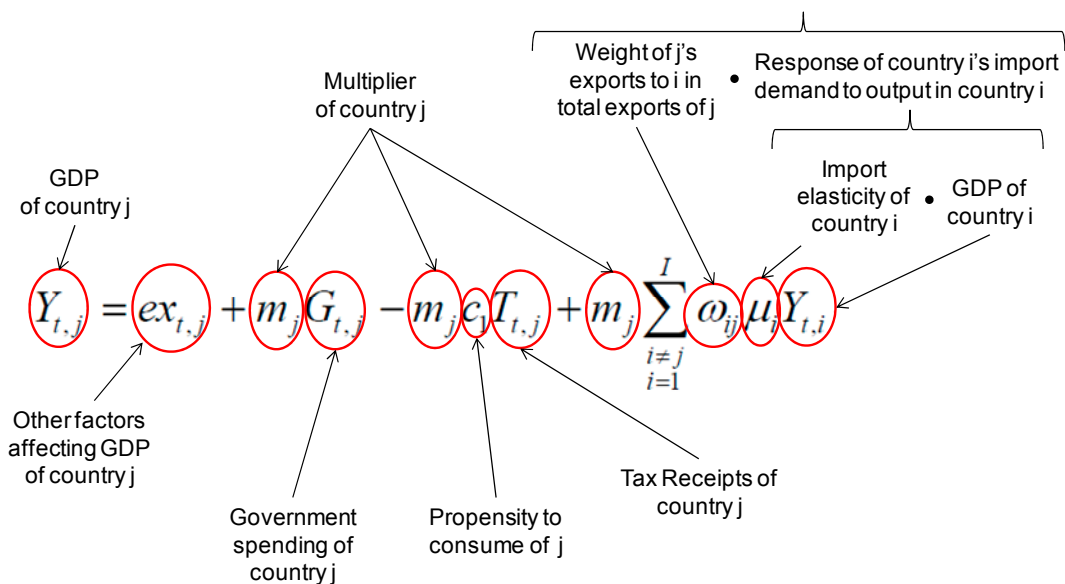 Weight of j's
exports to i in
total exports of j
•
Response of country i's import
demand to output in country i
Multiplier
of country j
GDP
of country j
Import
elasticity of
country i
•
GDP of
country i
Y_{t,j} = ex_{t,j} + m_j G_{t,j} − m_j c_1 T_{t,j} + m_j ∑_{i≠j, i=1}^{I} ω_{ij} μ_i Y_{t,i}
Other factors
affecting GDP
of country j
Government
spending of
country j
Propensity to
consume of j
Tax Receipts of
country j